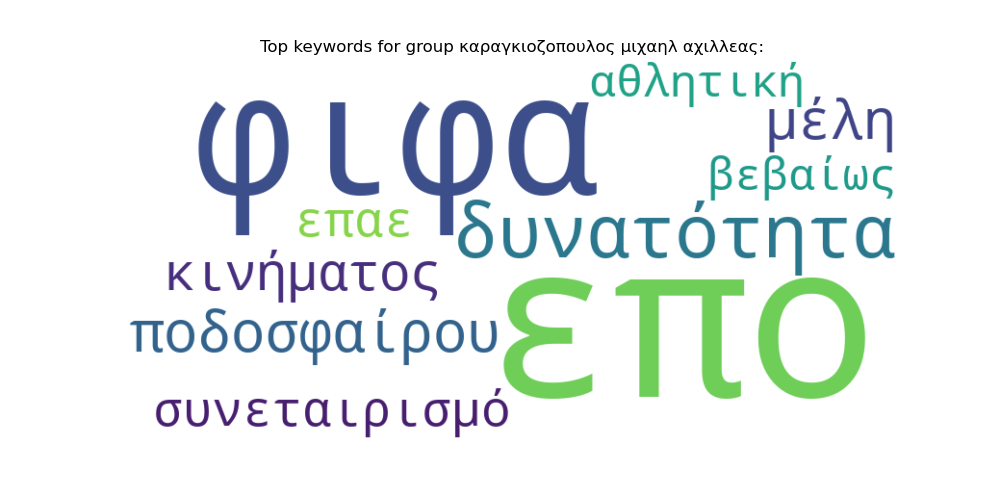 Top keywords for group καραγκιοζοπουλος μιχαηλ αχιλλεας:
αθλητική
φιφα
μέλη
βεβαίως
επαε
δυνατότητα
κινήματος
ποδοσφαίρου
επο
συνεταιρισμό